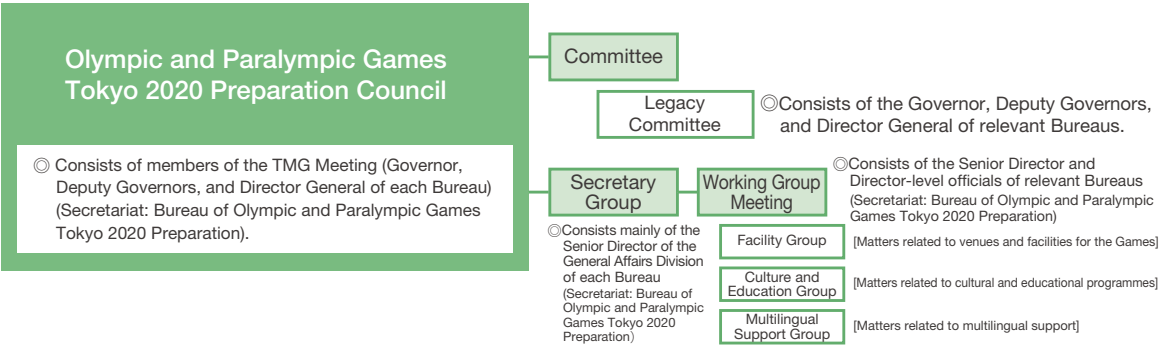 Olympic and Paralympic Games
Tokyo 2020 Preparation Council
◎ Consists of members of the TMG Meeting (Governor,
Deputy Governors, and Director General of each Bureau)
(Secretariat: Bureau of Olympic and Paralympic Games
Tokyo 2020 Preparation).
Committee
Legacy
Committee
◎Consists of the Governor, Deputy Governors,
and Director General of relevant Bureaus.
Secretary
Group
◎Consists mainly of the
Senior Director of the
General Affairs Division
of each Bureau
(Secretariat: Bureau of
Olympic and Paralympic
Games Tokyo 2020
Preparation)
Working Group
Meeting
◎Consists of the Senior Director and
Director-level officials of relevant Bureaus
(Secretariat: Bureau of Olympic and Paralympic
Games Tokyo 2020 Preparation)
Facility Group
[Matters related to venues and facilities for the Games]
Culture and
Education Group
[Matters related to cultural and educational programmes]
Multilingual
Support Group
[Matters related to multilingual support]